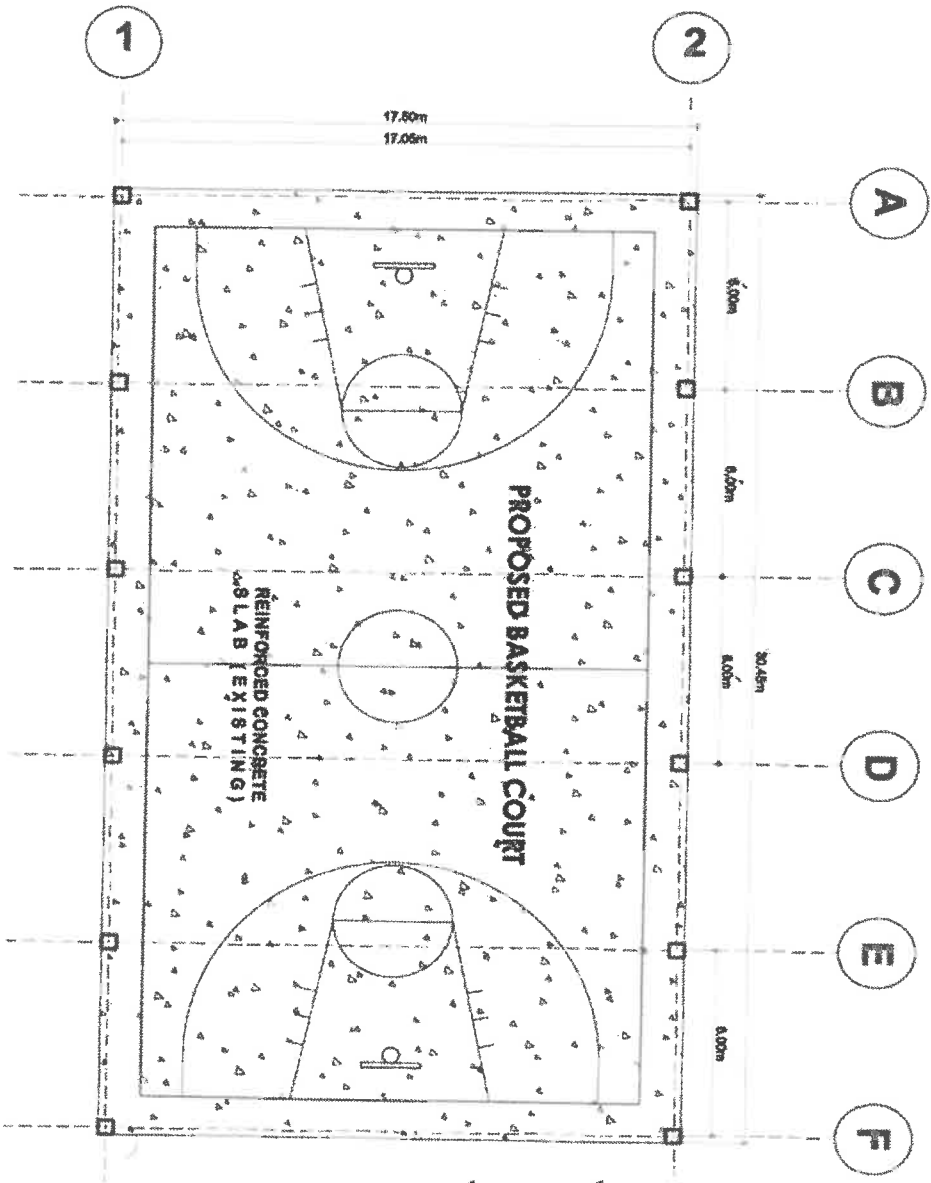 1
2
17.50m
17.05m
A
6.00m
B
6.00m
C
6.00m
30.45m
D
E
6.00m
F
PROPOSED BASKETBALL COURT
REINFORCED CONCRETE
SLAB (EXISTING)